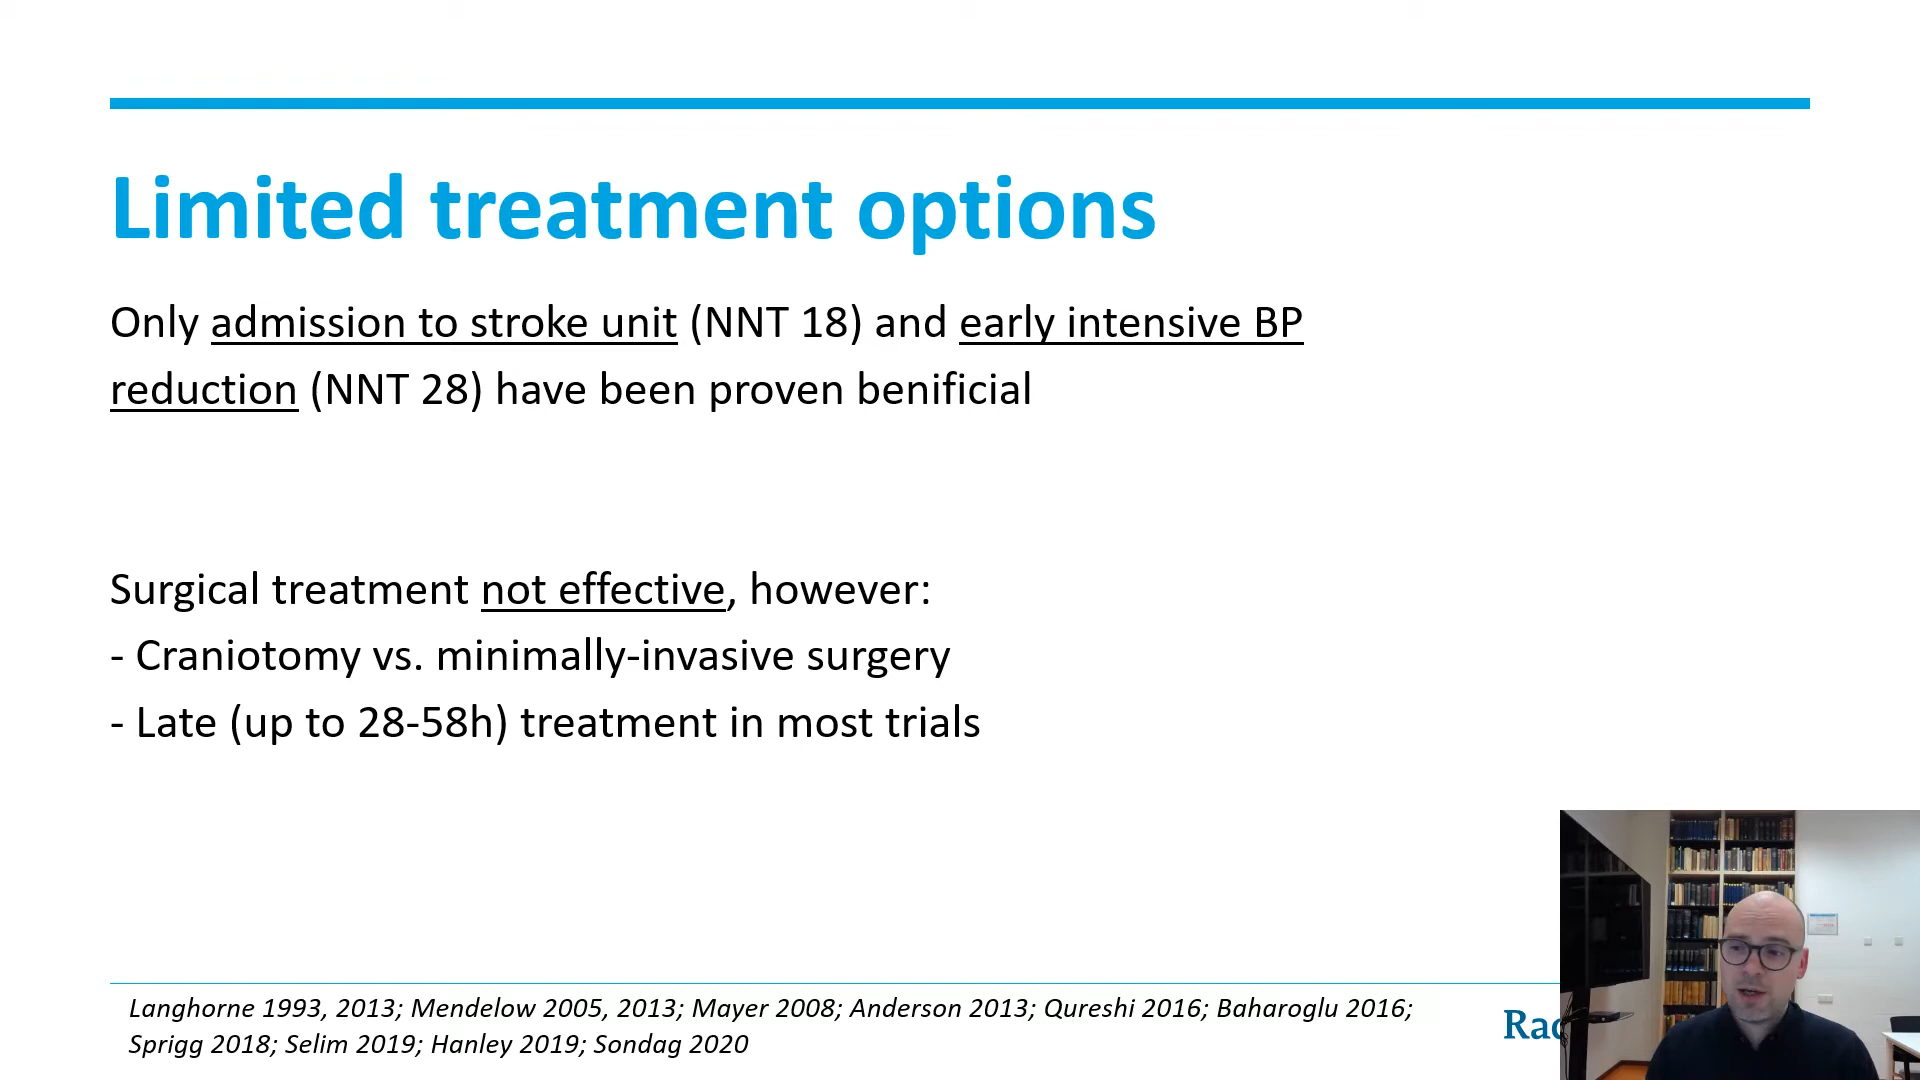 Limited treatment options
Only admission to stroke unit (NNT 18) and early intensive BP
reduction (NNT 28) have been proven benificial
Surgical treatment not effective, however:
- Craniotomy vs. minimally-invasive surgery
- Late (up to 28-58h) treatment in most trials
Langhorne 1993, 2013; Mendelow 2005, 2013; Mayer 2008; Anderson 2013; Qureshi 2016; Baharoglu 2016;
Sprigg 2018; Selim 2019; Hanley 2019; Sondag 2020